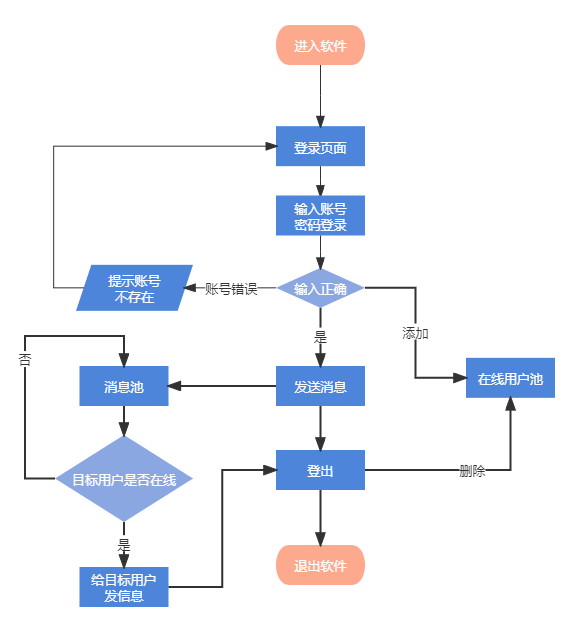 进入软件
登录页面
输入账号
密码登录
输入正确
账号错误
提示账号
不存在
添加
在线用户池
是
发送消息
消息池
否
目标用户是否在线
是
给目标用户
发信息
登出
删除
退出软件